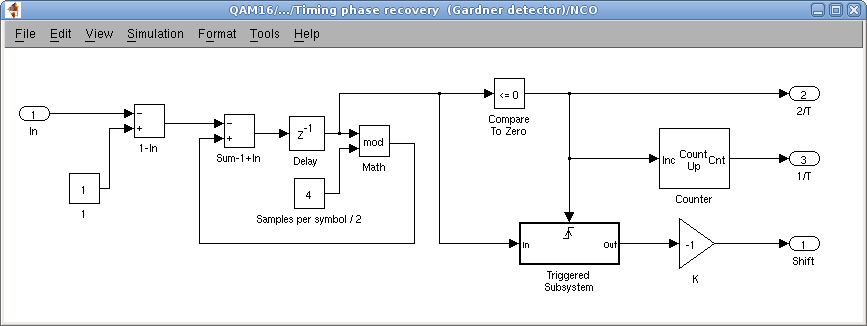 QAM16/.../Timing phase recovery (Gardner detector)/NCO
File Edit View Simulation Format Tools Help
1
In
1
1
−
+
1-In
−
+
Sum-1+In
z-1
Delay
4
Samples per symbol / 2
mod
Math
<= 0
Compare
To Zero
2
2/T
Inc
Count
Up
Cnt
Counter
3
1/T
In
Out
Triggered
Subsystem
-1
K
1
Shift